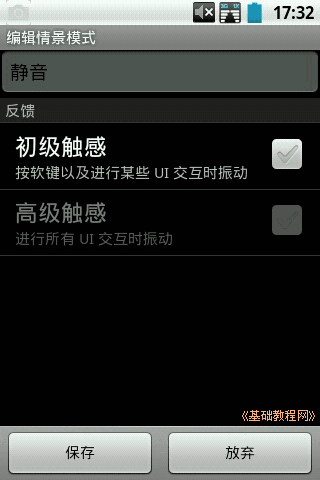 3G 1X
17:32
编辑情景模式
静音
反馈
初级触感
按软键以及进行某些 UI 交互时振动
高级触感
进行所有 UI 交互时振动
《基础教程网》
保存
放弃